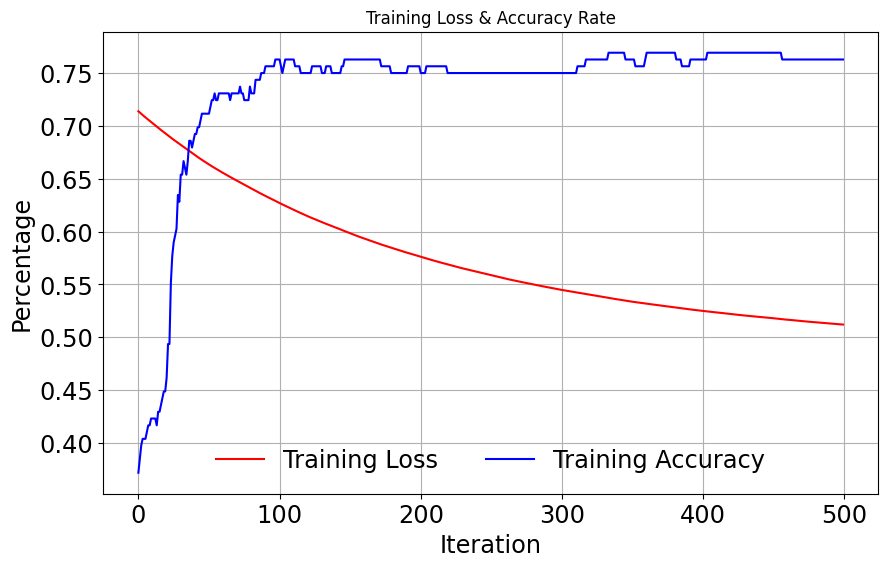 Training Loss & Accuracy Rate
Percentage
0.75
0.70
0.65
0.60
0.55
0.50
0.45
0.40
Training Loss
Training Accuracy
0
100
200
300
400
500
Iteration